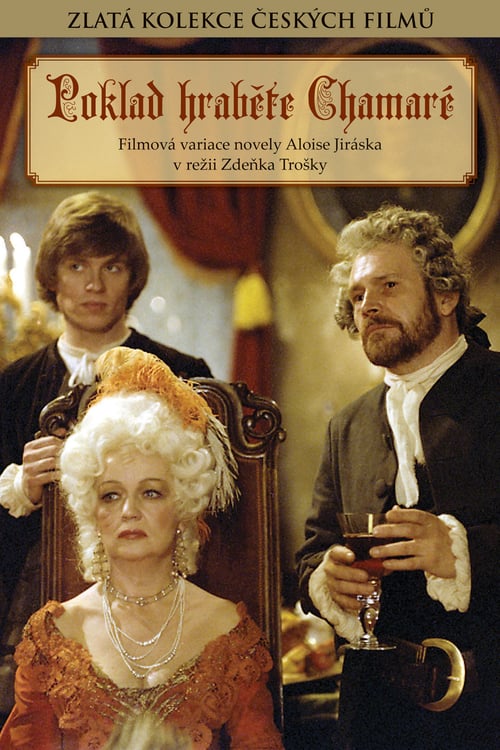 ZLATÁ KOLEKCE ČESKÝCH FILMŮ
Poklad hraběte Chamaré
Filmová variace novely Aloise Jiráska
v režii Zdeňka Trošky